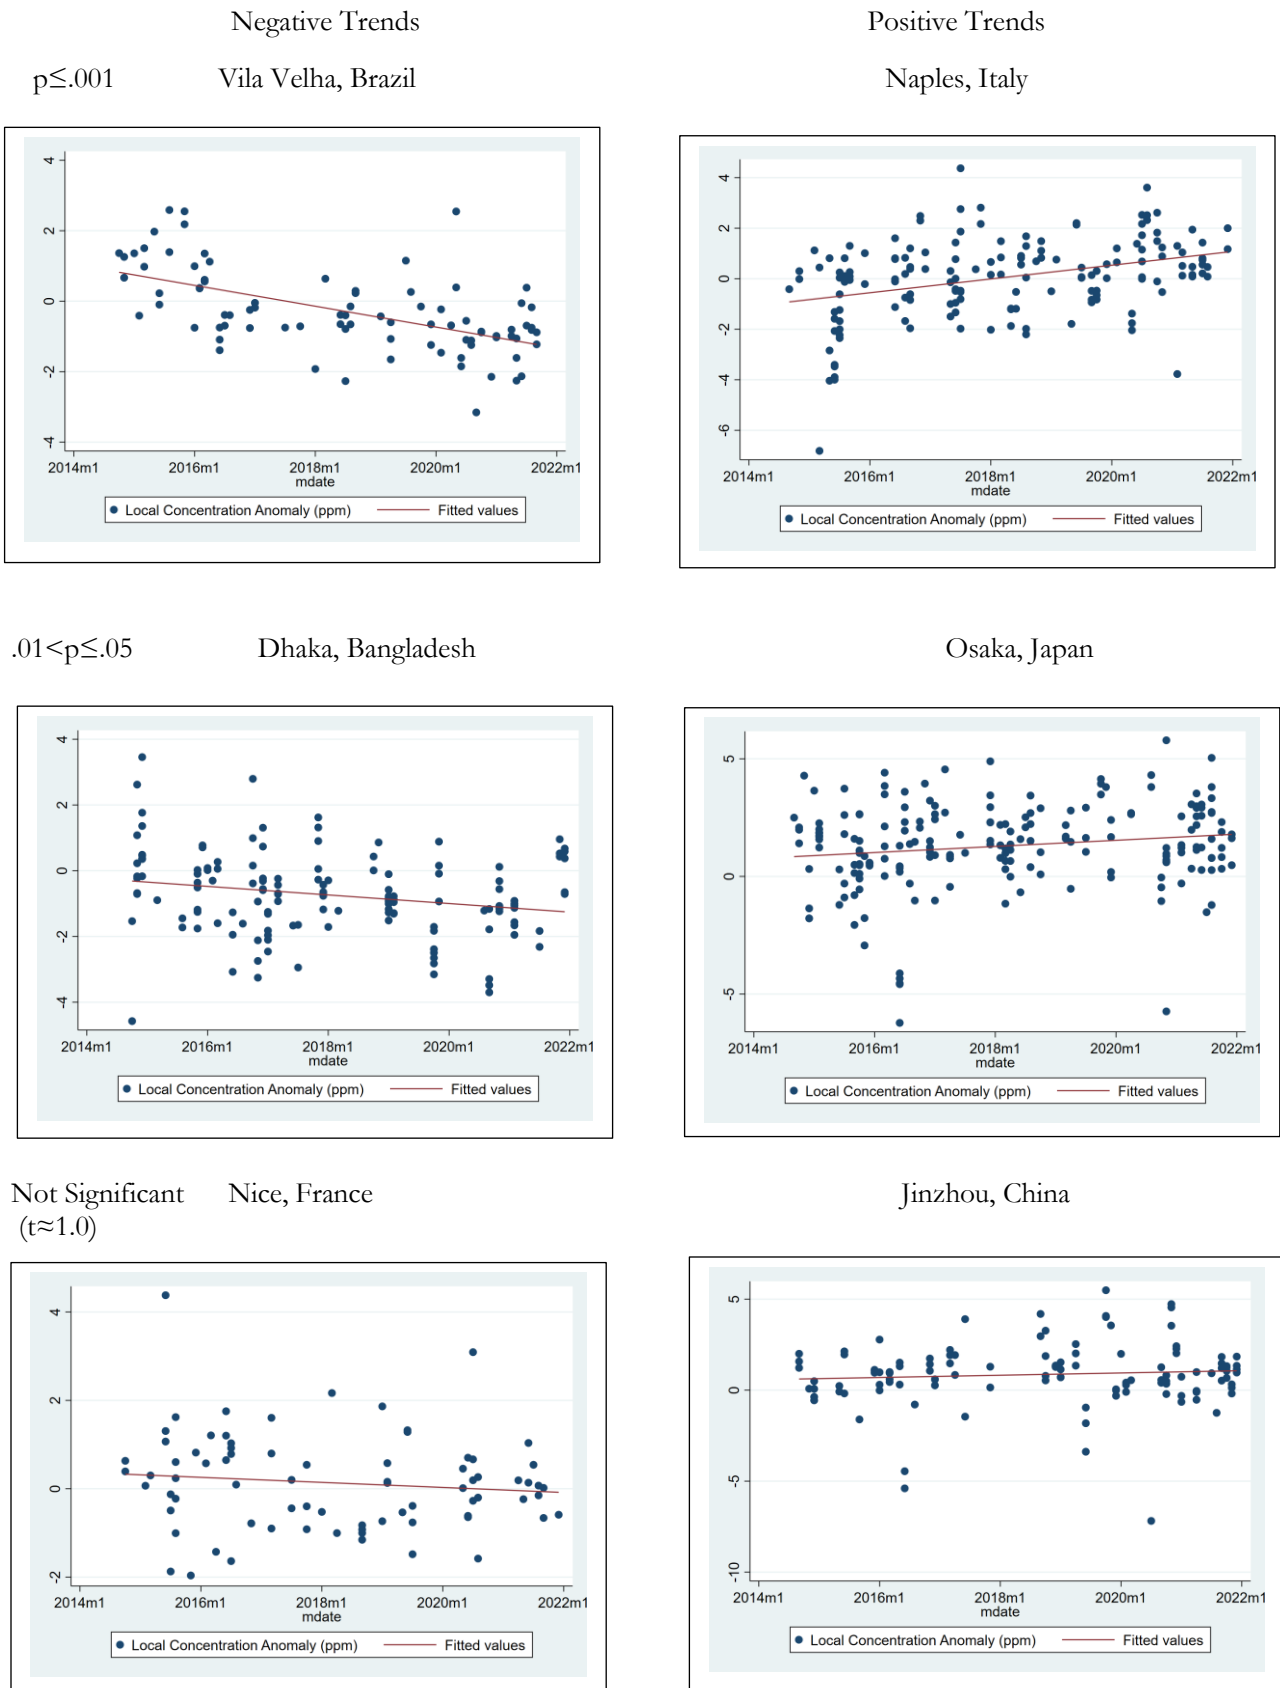 Negative Trends Positive Trends
p≤.001 Vila Velha, Brazil Naples, Italy
4
2
0
-2
-4
2014m1 2016m1 2018m1 2020m1 2022m1
mdate
Local Concentration Anomaly (ppm) Fitted values
4
2
0
-2
-4
-6
2014m1 2016m1 2018m1 2020m1 2022m1
mdate
Local Concentration Anomaly (ppm) Fitted values
.01<p≤.05 Dhaka, Bangladesh Osaka, Japan
4
2
0
-2
-4
2014m1 2016m1 2018m1 2020m1 2022m1
mdate
Local Concentration Anomaly (ppm) Fitted values
5
0
-5
2014m1 2016m1 2018m1 2020m1 2022m1
mdate
Local Concentration Anomaly (ppm) Fitted values
Not Significant Nice, France Jinzhou, China
(t≈1.0)
4
2
0
-2
2014m1 2016m1 2018m1 2020m1 2022m1
mdate
Local Concentration Anomaly (ppm) Fitted values
5
0
-5
-10
2014m1 2016m1 2018m1 2020m1 2022m1
mdate
Local Concentration Anomaly (ppm) Fitted values